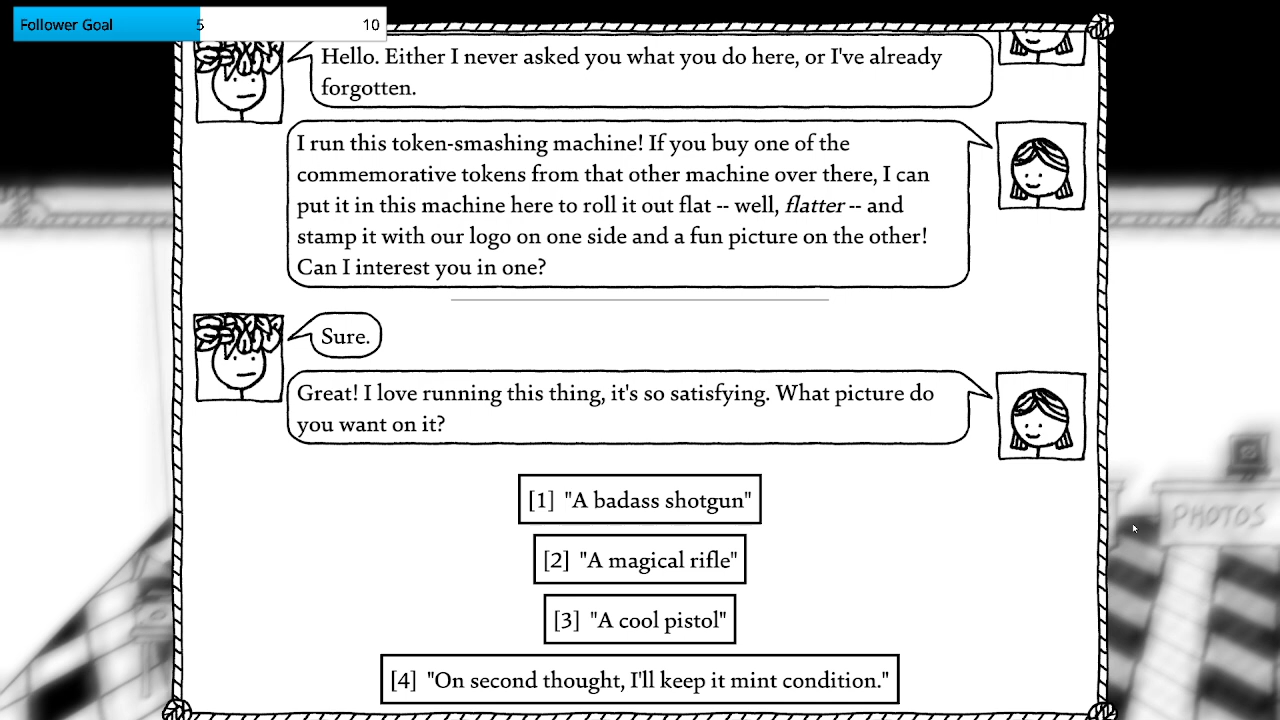 Follower Goal 5 10
Hello. Either I never asked you what you do here, or I've already
forgotten.
I run this token-smashing machine! If you buy one of the
commemorative tokens from that other machine over there, I can
put it in this machine here to roll it out flat -- well, flatter -- and
stamp it with our logo on one side and a fun picture on the other!
Can I interest you in one?
Sure.
Great! I love running this thing, it's so satisfying. What picture do
you want on it?
[1] "A badass shotgun"
PHOTOS
[2] "A magical rifle"
[3] "A cool pistol"
[4] "On second thought, I'll keep it mint condition."